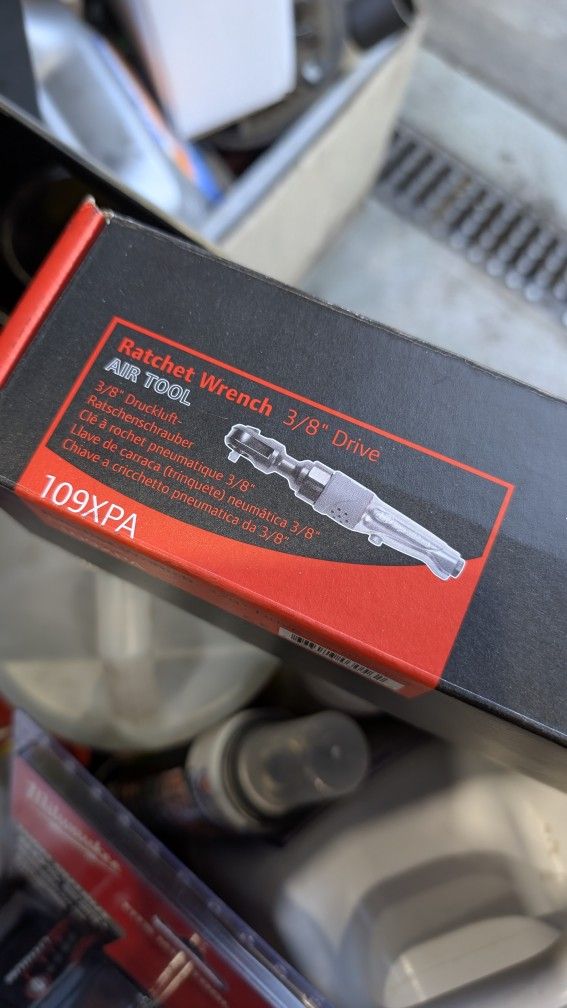 Ratchet Wrench 3/8" Drive
AIR TOOL
3/8" Druckluft-
Ratschenschrauber
Clé à rochet pneumatique 3/8"
Llave de carraca (trinquete) neumática 3/8"
Chiave a cricchetto pneumatica da 3/8"
109XPA
Milwaukee